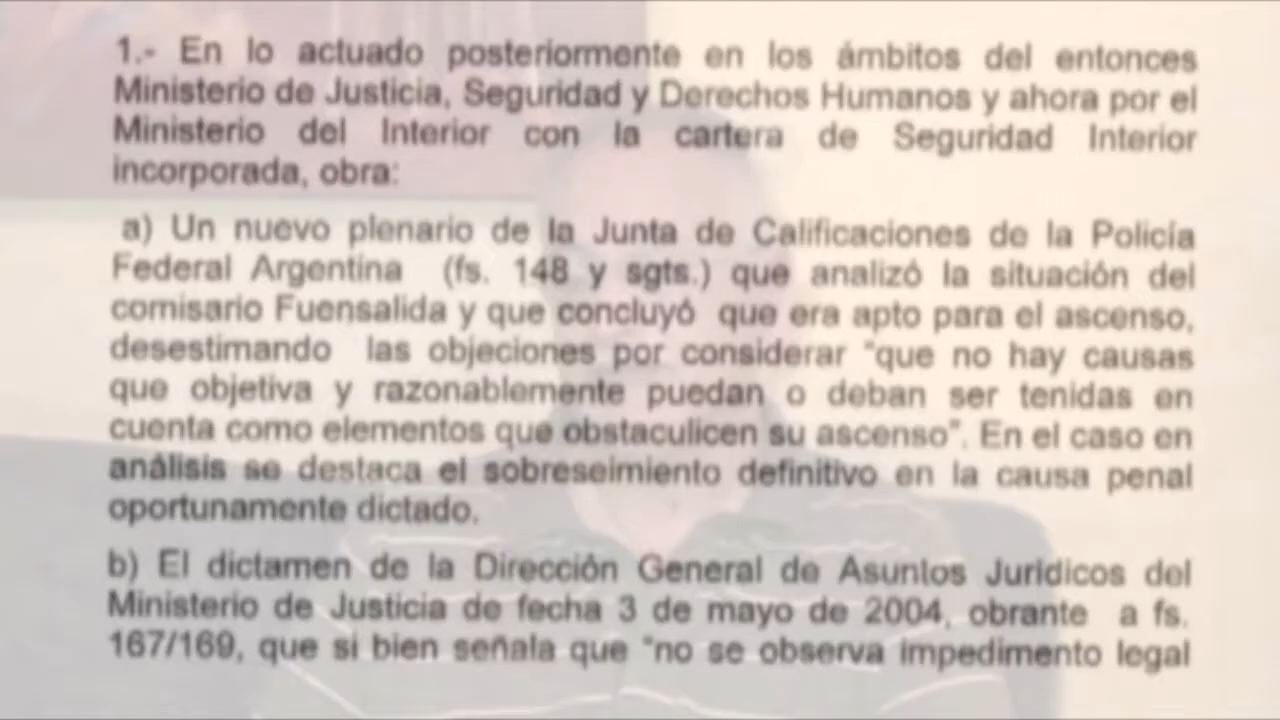 1.- En lo actuado posteriormente en los ámbitos del entonces
Ministerio de Justicia, Seguridad y Derechos Humanos y ahora por el
Ministerio del Interior con la cartera de Seguridad Interior
incorporada, obra:
a) Un nuevo plenario de la Junta de Calificaciones de la Policía
Federal Argentina (fs. 148 y sgts.) que analizó la situación del
comisario Fuensalida y que concluyó que era apto para el ascenso,
desestimando las objeciones por considerar "que no hay causas
que objetiva y razonablemente puedan o deban ser tenidas en
cuenta como elementos que obstaculicen su ascenso". En el caso en
análisis se destaca el sobreseimiento definitivo en la causa penal
oportunamente dictado.
b) El dictamen de la Dirección General de Asuntos Jurídicos del
Ministerio de Justicia de fecha 3 de mayo de 2004, obrante a fs.
167/169, que si bien señala que "no se observa impedimento legal